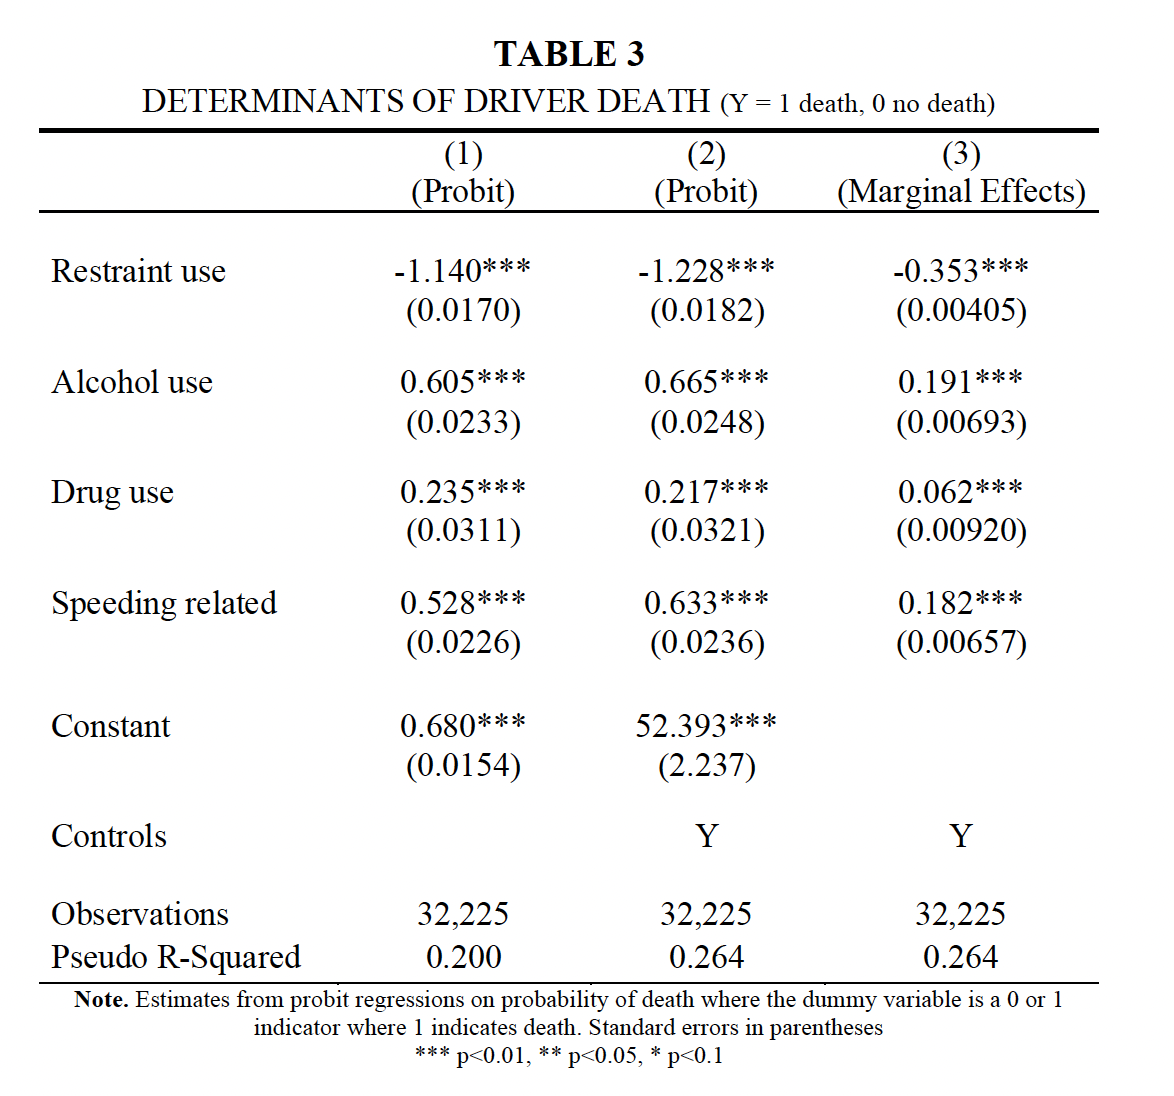 TABLE 3
DETERMINANTS OF DRIVER DEATH (Y = 1 death, 0 no death)
(1) (2) (3)
(Probit) (Probit) (Marginal Effects)
Restraint use -1.140*** -1.228*** -0.353***
(0.0170) (0.0182) (0.00405)
Alcohol use 0.605*** 0.665*** 0.191***
(0.0233) (0.0248) (0.00693)
Drug use 0.235*** 0.217*** 0.062***
(0.0311) (0.0321) (0.00920)
Speeding related 0.528*** 0.633*** 0.182***
(0.0226) (0.0236) (0.00657)
Constant 0.680*** 52.393***
(0.0154) (2.237)
Controls Y Y
Observations 32,225 32,225 32,225
Pseudo R-Squared 0.200 0.264 0.264
Note. Estimates from probit regressions on probability of death where the dummy variable is a 0 or 1
indicator where 1 indicates death. Standard errors in parentheses
*** p<0.01, ** p<0.05, * p<0.1